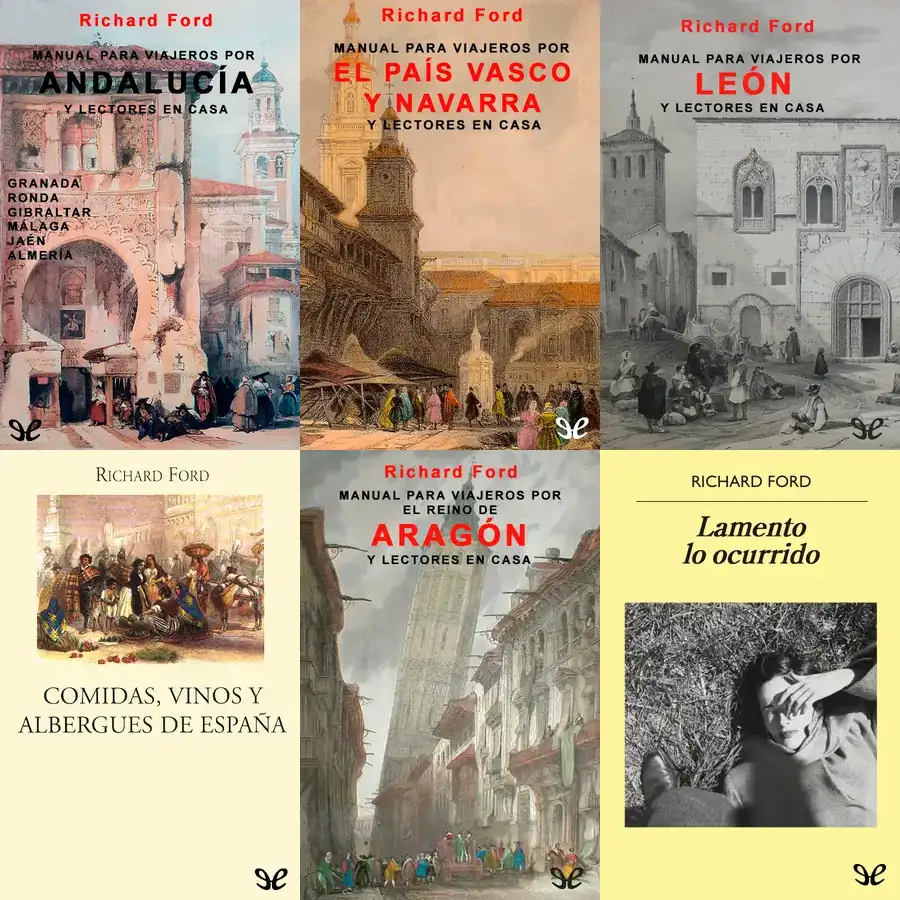 Richard Ford
MANUAL PARA VIAJEROS POR
ANDALUCÍA
Y LECTORES EN CASA
GRANADA
RONDA
GIBRALTAR
MÁLAGA
JAÉN
ALMERÍA
Richard Ford
MANUAL PARA VIAJEROS POR
EL PAÍS VASCO
Y NAVARRA
Y LECTORES EN CASA
Richard Ford
MANUAL PARA VIAJEROS POR
LEÓN
Y LECTORES EN CASA
RICHARD FORD
COMIDAS, VINOS Y
ALBERGUES DE ESPAÑA
Richard Ford
MANUAL PARA VIAJEROS POR
EL REINO DE
ARAGÓN
Y LECTORES EN CASA
RICHARD FORD
Lamento
lo ocurrido